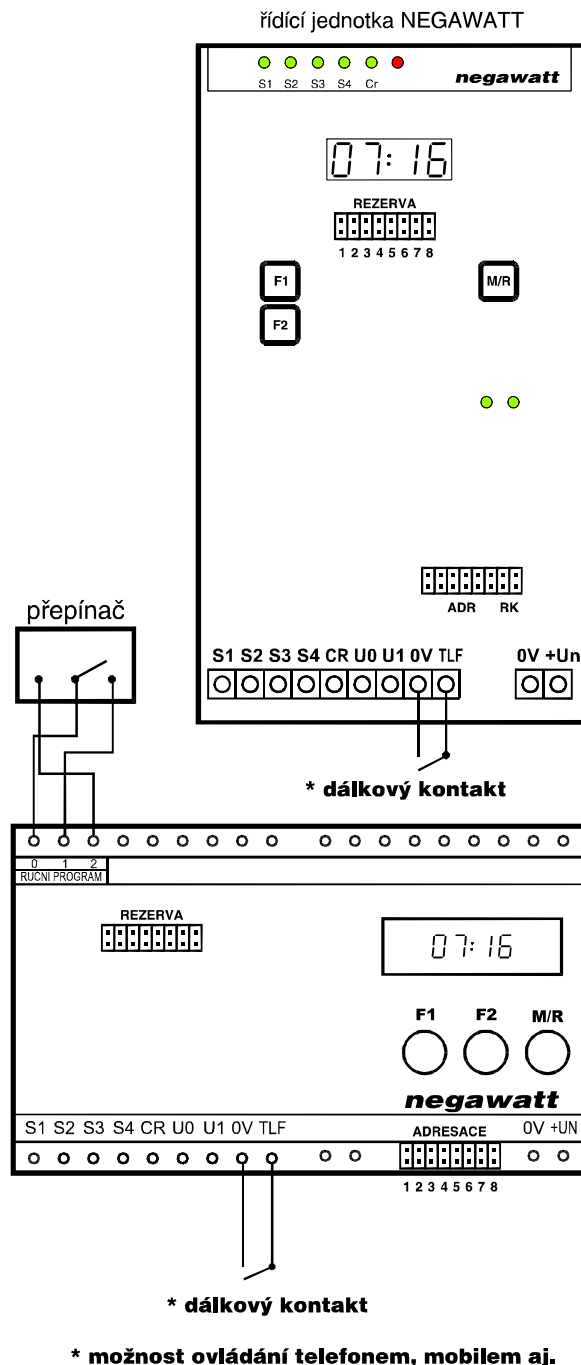 řídící jednotka NEGAWATT
S1 S2 S3 S4 Cr
negawatt
07:16
REZERVA
1 2 3 4 5 6 7 8
F1
M/R
F2
ADR RK
přepínač
S1 S2 S3 S4 CR U0 U1 0V TLF 0V +Un
* dálkový kontakt
0 1 2
RUCNI PROGRAM
REZERVA
07:16
F1 F2 M/R
negawatt
S1 S2 S3 S4 CR U0 U1 0V TLF ADRESACE 0V +UN
1 2 3 4 5 6 7 8
* dálkový kontakt
* možnost ovládání telefonem, mobilem aj.